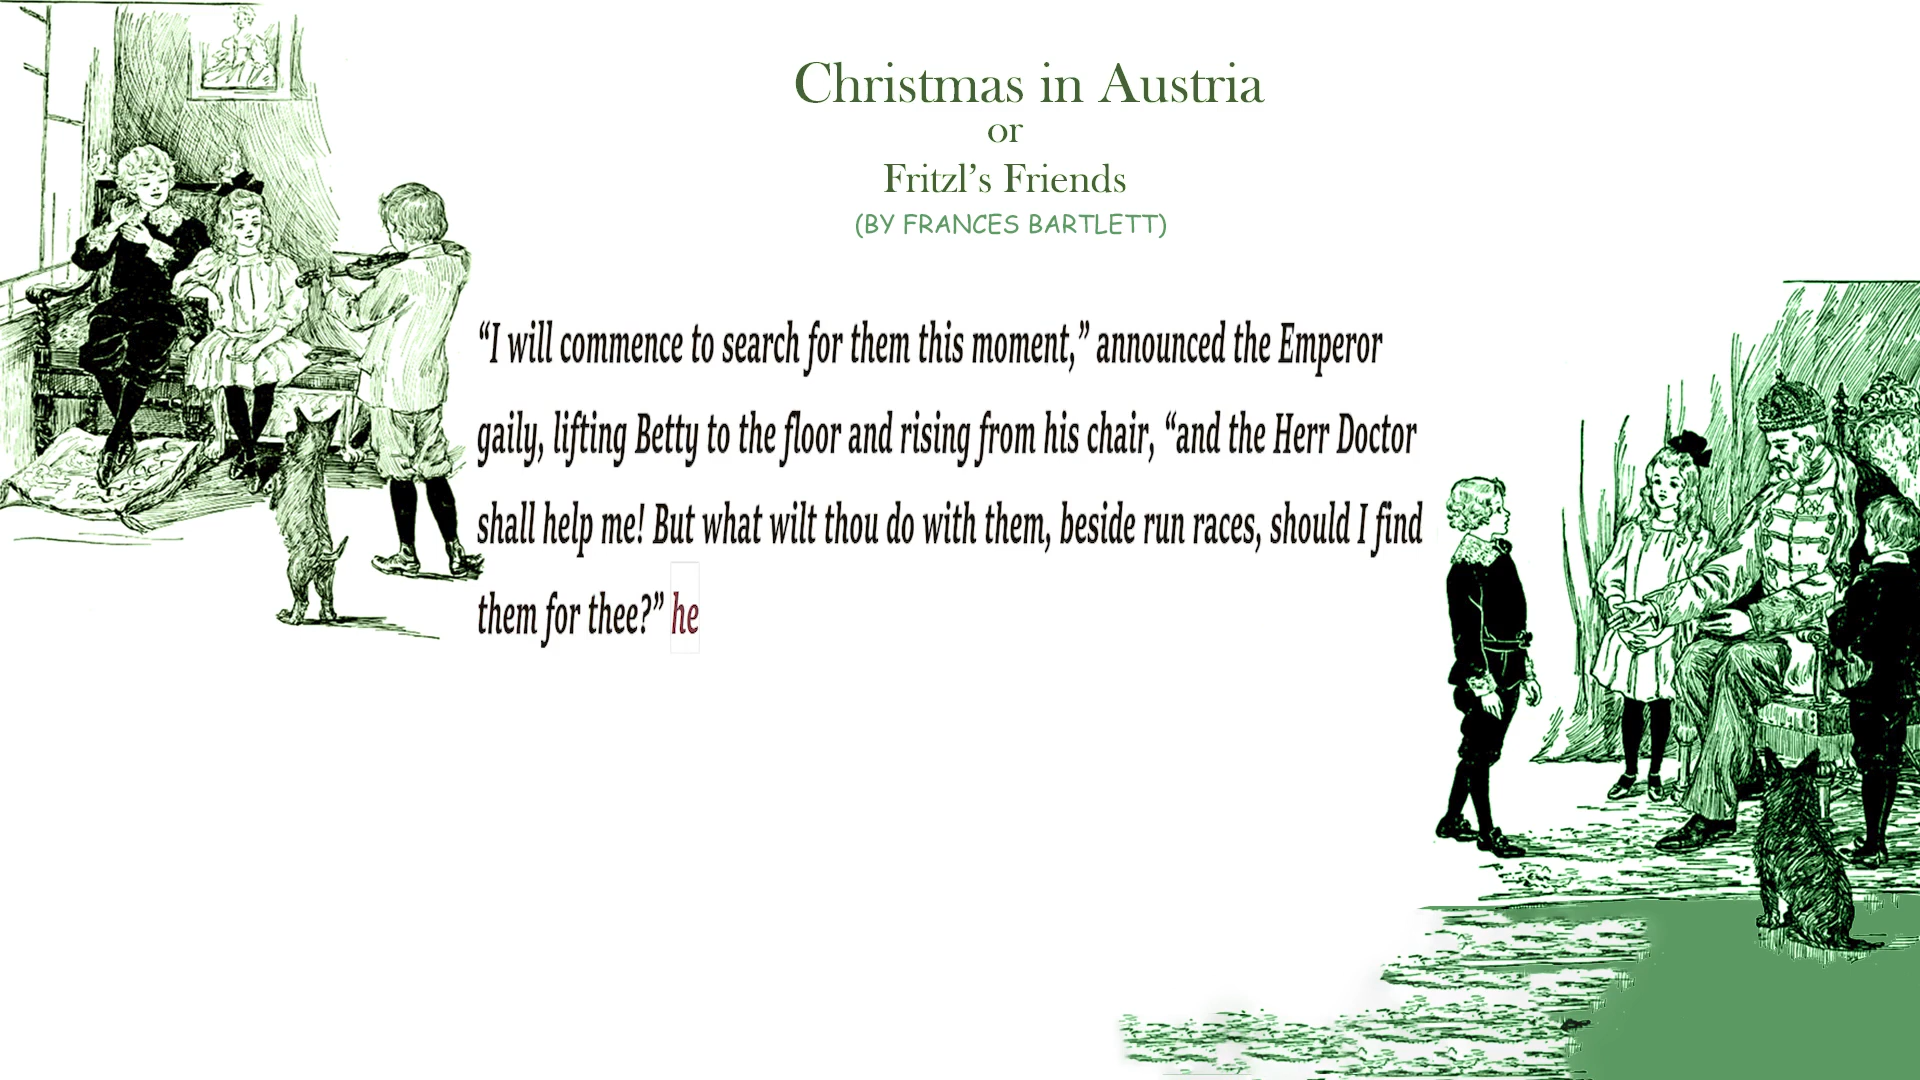 Christmas in Austria
or
Fritzl’s Friends
(BY FRANCES BARTLETT)
“I will commence to search for them this moment,” announced the Emperor
gaily, lifting Betty to the floor and rising from his chair, “and the Herr Doctor
shall help me! But what wilt thou do with them, beside run races, should I find
them for thee?” he